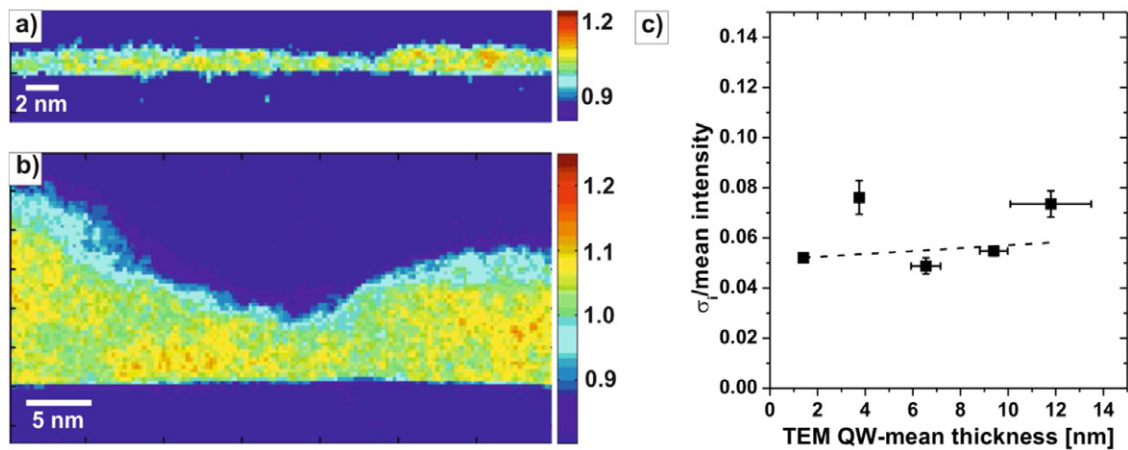 a)
1.2
0.9
2 nm
b)
1.2
1.1
1.0
0.9
5 nm
c)
σi/mean intensity
0.14
0.12
0.10
0.08
0.06
0.04
0.02
0.00
0 2 4 6 8 10 12 14
TEM QW-mean thickness [nm]